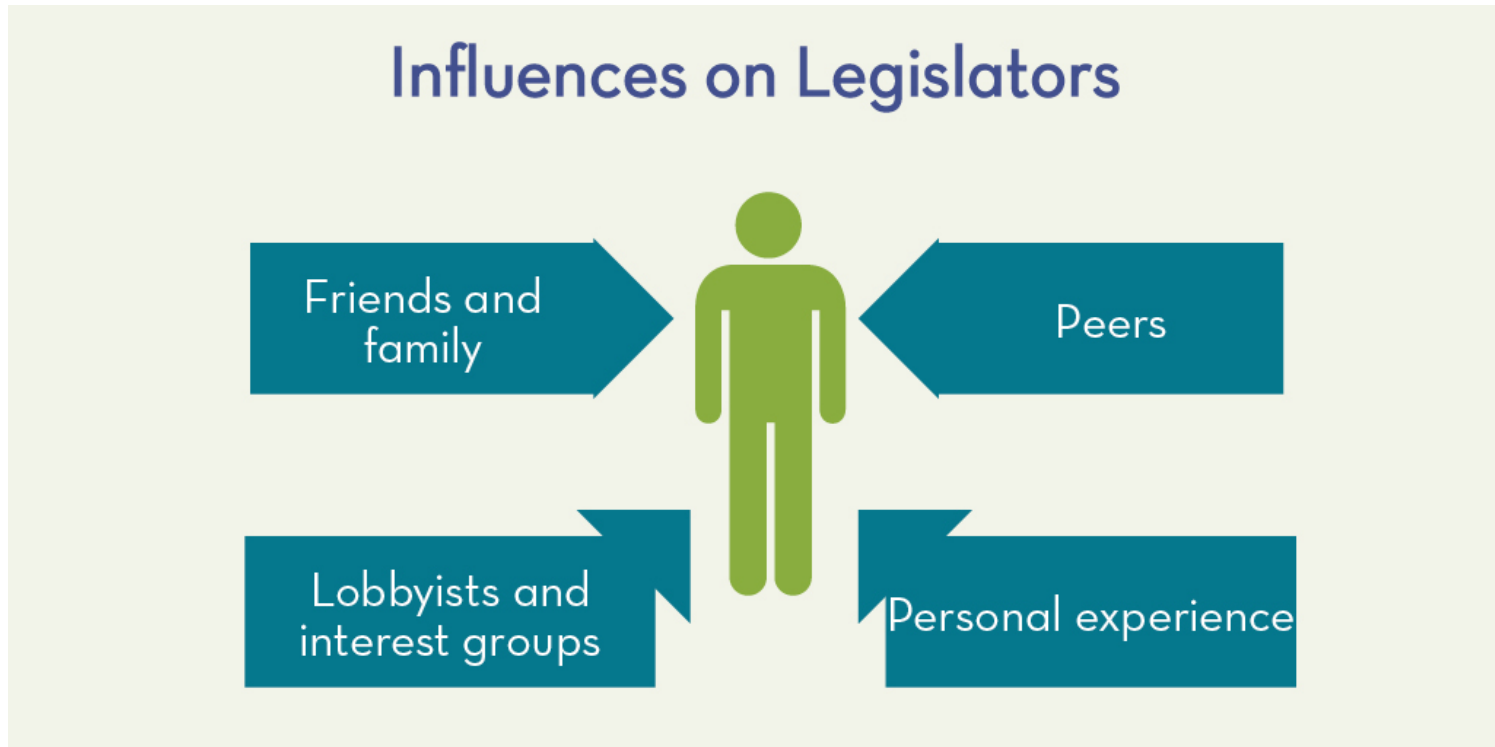 Influences on Legislators
Friends and
family
Peers
Lobbyists and
interest groups
Personal experience